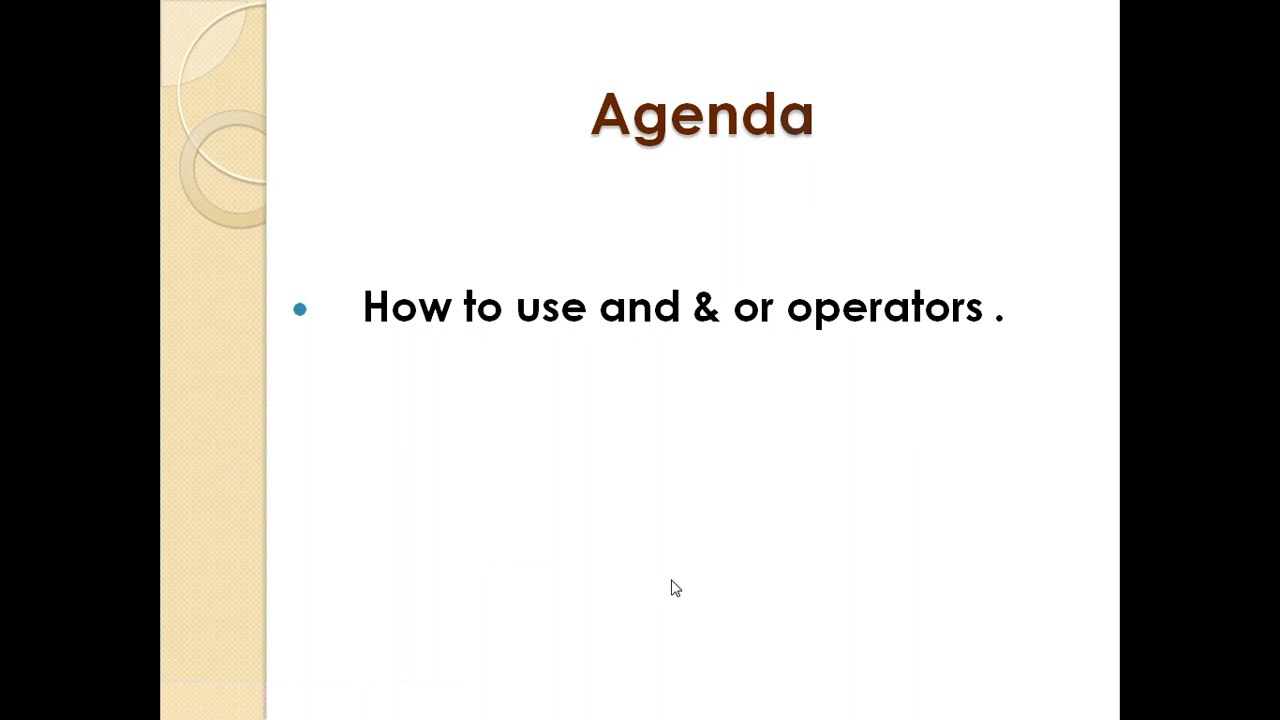 Agenda
• How to use and & or operators .